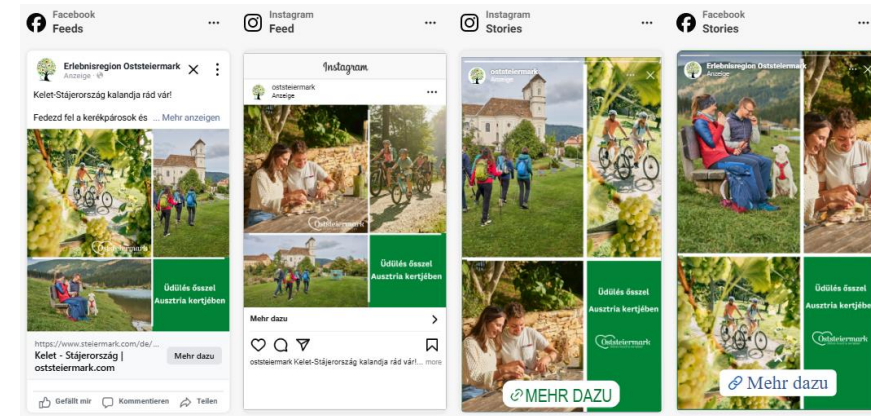 Facebook
Feeds
...
Erlebnisregion Oststeiermark
Anzeige ·
Kelet-Stájerország kalandja rád vár!
Fedezd fel a kerékpárosok és ... Mehr anzeigen
Oststeiermark
Üdülés ősszel
Ausztria kertjében
https://www.steiermark.com/de/...
Kelet - Stájerország |
oststeiermark.com
Mehr dazu
Gefällt mir
Kommentieren
Teilen
Instagram
Feed
...
Instagram
oststeiermark
Anzeige
...
Oststeiermark
Üdülés ősszel
Ausztria kertjében
Mehr dazu
oststeiermark Kelet-Stájerország kalandja rád vár!... more
Instagram
Stories
...
oststeiermark
Anzeige
...
Üdülés ősszel
Ausztria kertjében
Oststeiermark
MEHR DAZU
Facebook
Stories
...
Erlebnisregion Oststeiermark
Anzeige
...
Üdülés ősszel
Ausztria kertjébe
Oststeiermark
Mehr dazu